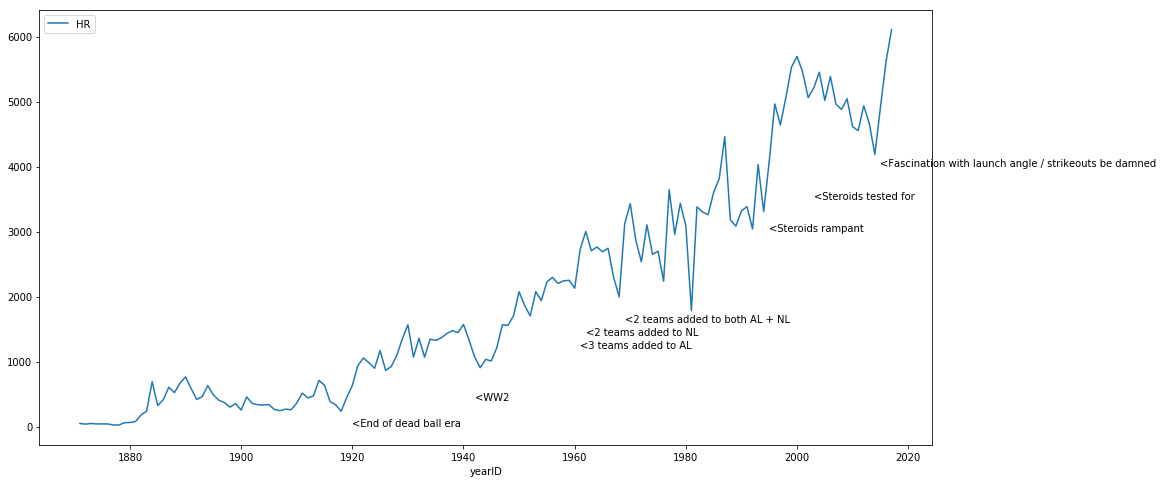 HR
6000
5000
4000
<Fascination with launch angle / strikeouts be damned
<Steroids tested for
3000
<Steroids rampant
2000
<2 teams added to both AL + NL
<2 teams added to NL
<3 teams added to AL
1000
<WW2
0
<End of dead ball era
1880 1900 1920 1940 1960 1980 2000 2020
yearID